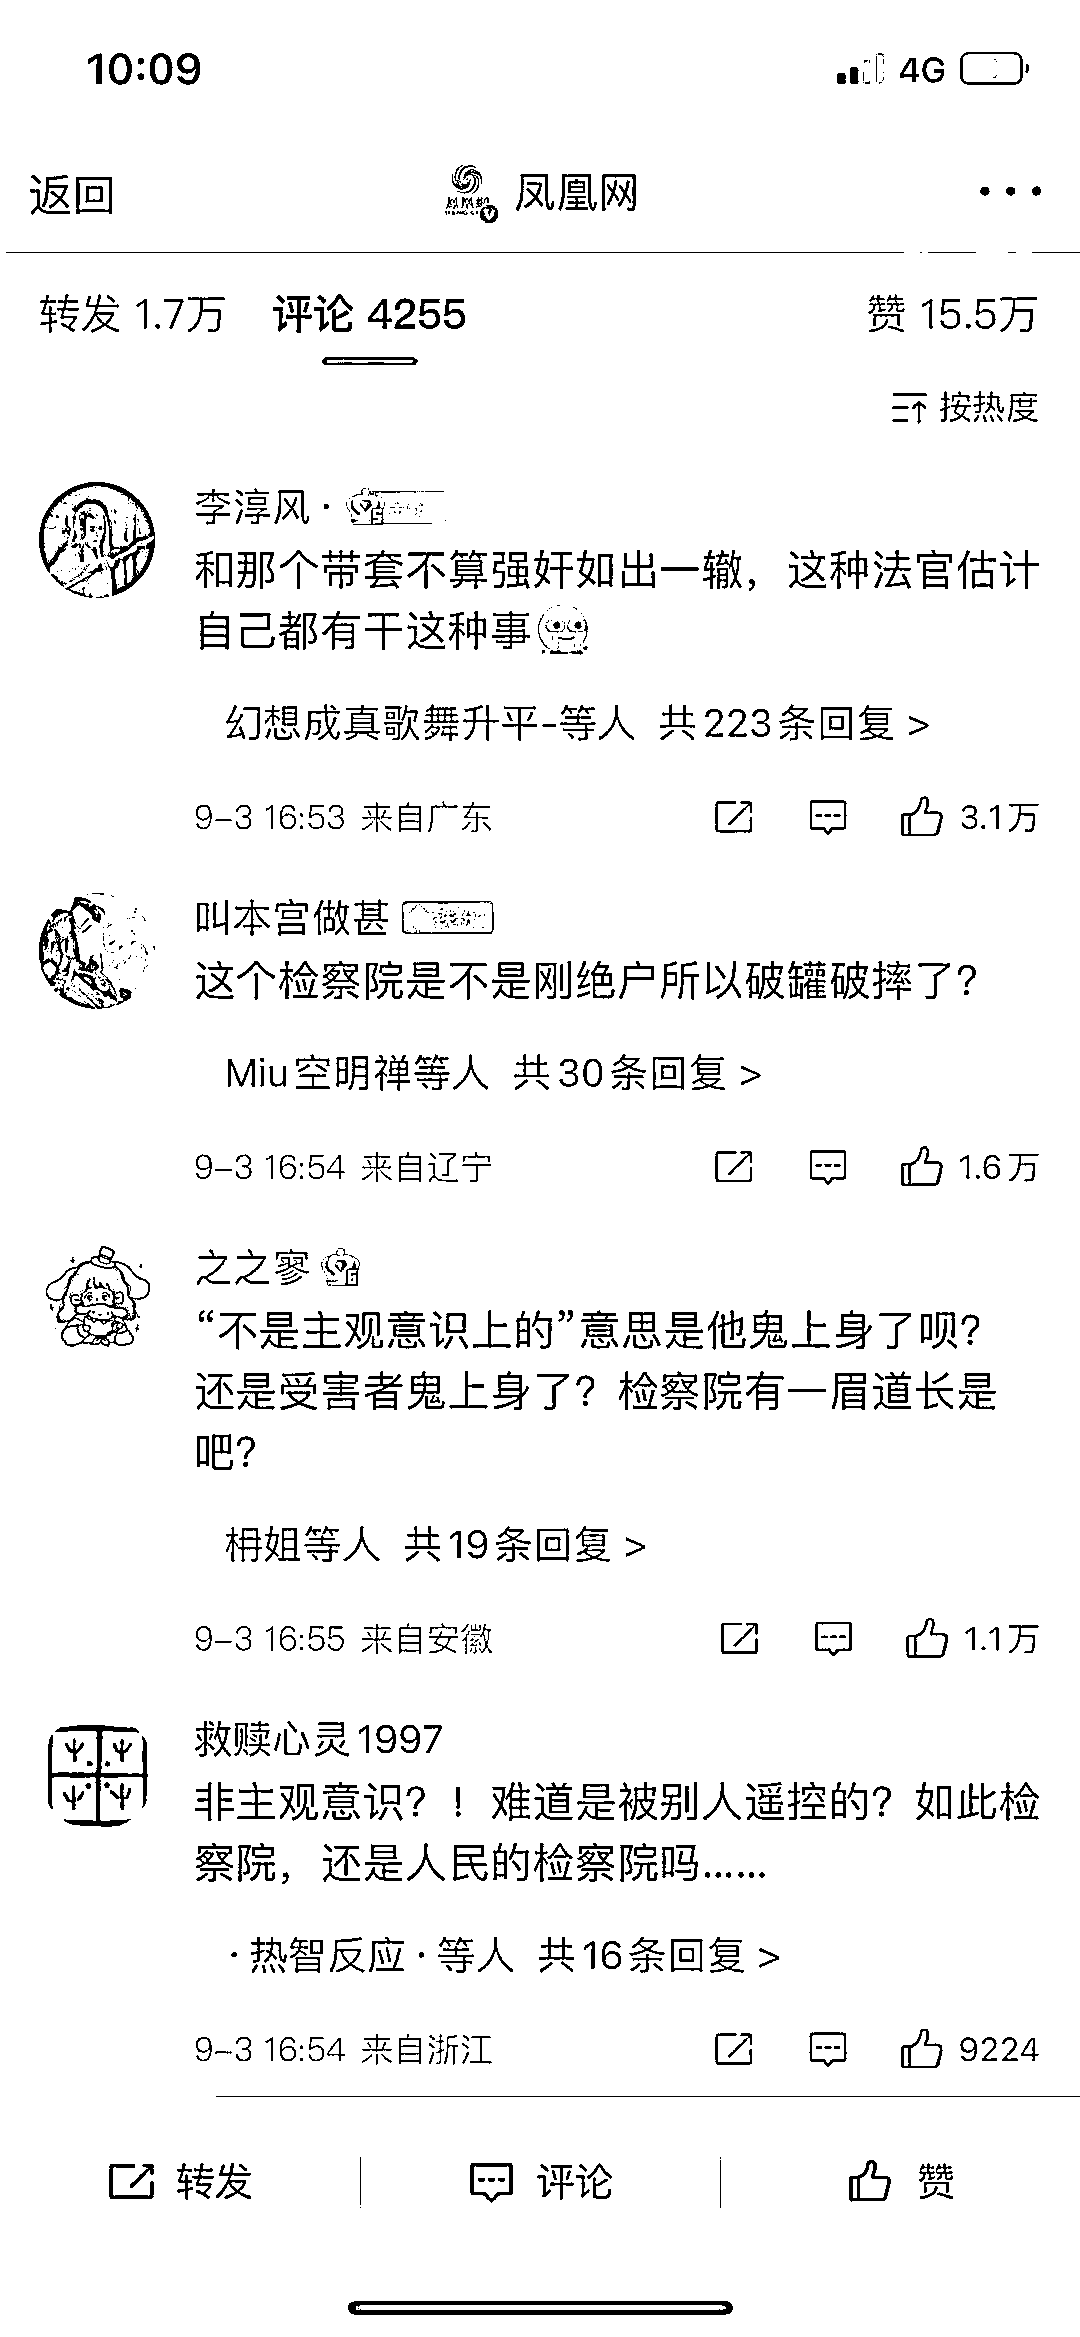 10:09 4G
返回 凤凰网
转发 1.7万 评论 4255 赞 15.5万
按热度
李淳风·
和那个带套不算强奸如出一辙，这种法官估计
自己都有干这种事
幻想成真歌舞升平-等人 共223条回复 >
9-3 16:53 来自广东 3.1万
叫本宫做甚
这个检察院是不是刚绝户所以破罐破摔了？
Miu空明禅等人 共30条回复 >
9-3 16:54 来自辽宁 1.6万
之之寥
“不是主观意识上的”意思是他鬼上身了呗？
还是受害者鬼上身了？检察院有一眉道长是
吧？
枏姐等人 共19条回复 >
9-3 16:55 来自安徽 1.1万
救赎心灵1997
非主观意识？！难道是被别人遥控的？如此检
察院，还是人民的检察院吗……
·热智反应·等人 共16条回复 >
9-3 16:54 来自浙江 9224
转发 评论 赞